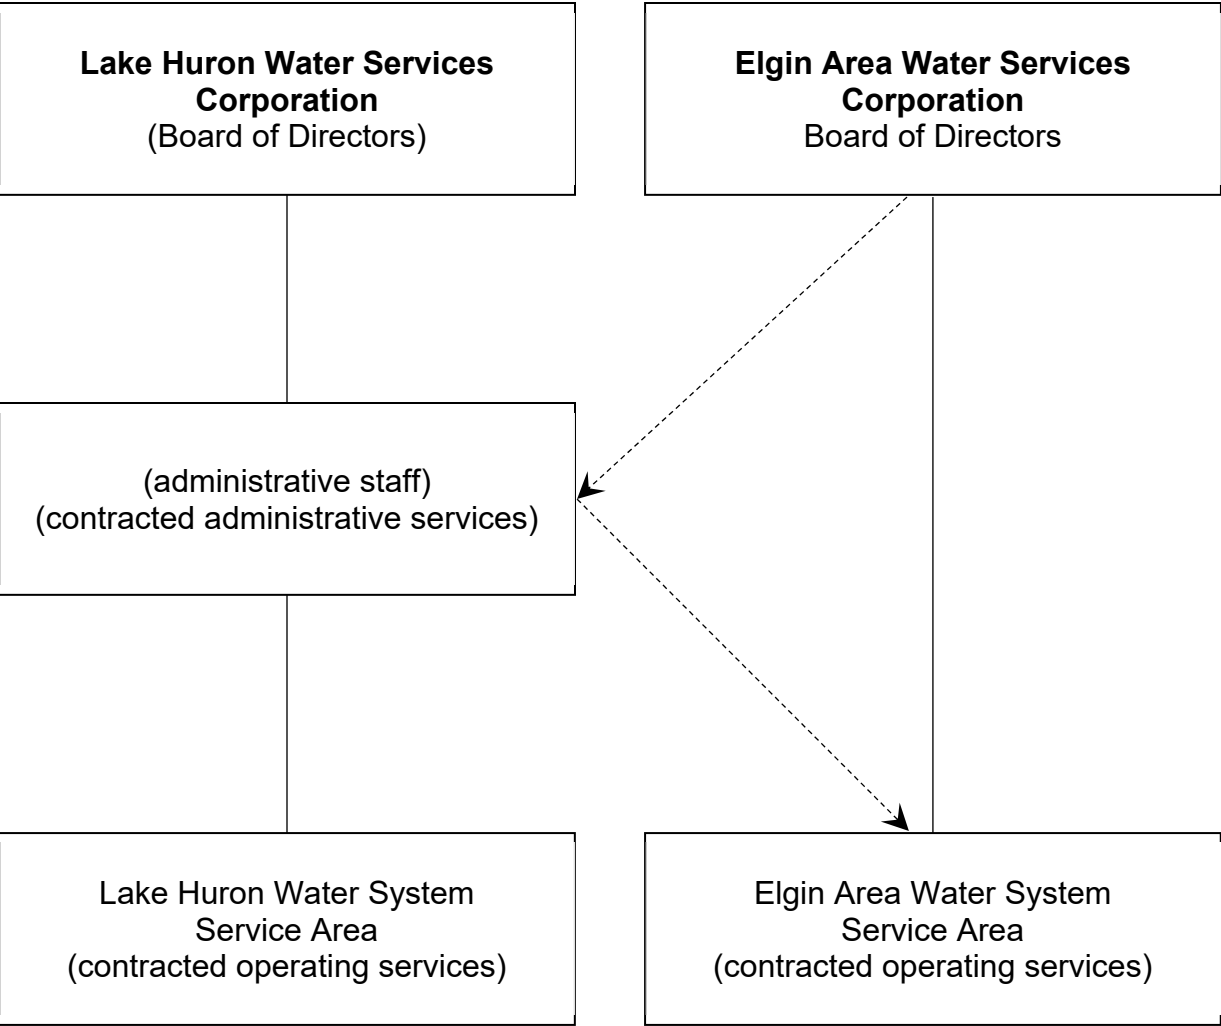 Lake Huron Water Services
Corporation
(Board of Directors)
Elgin Area Water Services
Corporation
Board of Directors
(administrative staff)
(contracted administrative services)
Lake Huron Water System
Service Area
(contracted operating services)
Elgin Area Water System
Service Area
(contracted operating services)